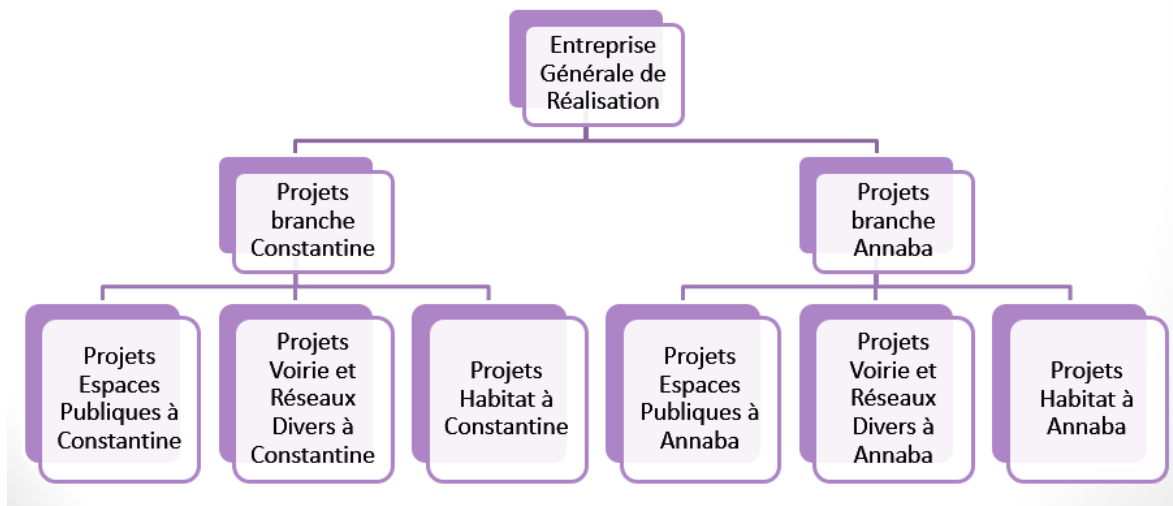 Entreprise
Générale de
Réalisation
Projets
branche
Constantine
Projets
branche
Annaba
Projets
Espaces
Publiques à
Constantine
Projets
Voirie et
Réseaux
Divers à
Constantine
Projets
Habitat à
Constantine
Projets
Espaces
Publiques à
Annaba
Projets
Voirie et
Réseaux
Divers à
Annaba
Projets
Habitat à
Annaba